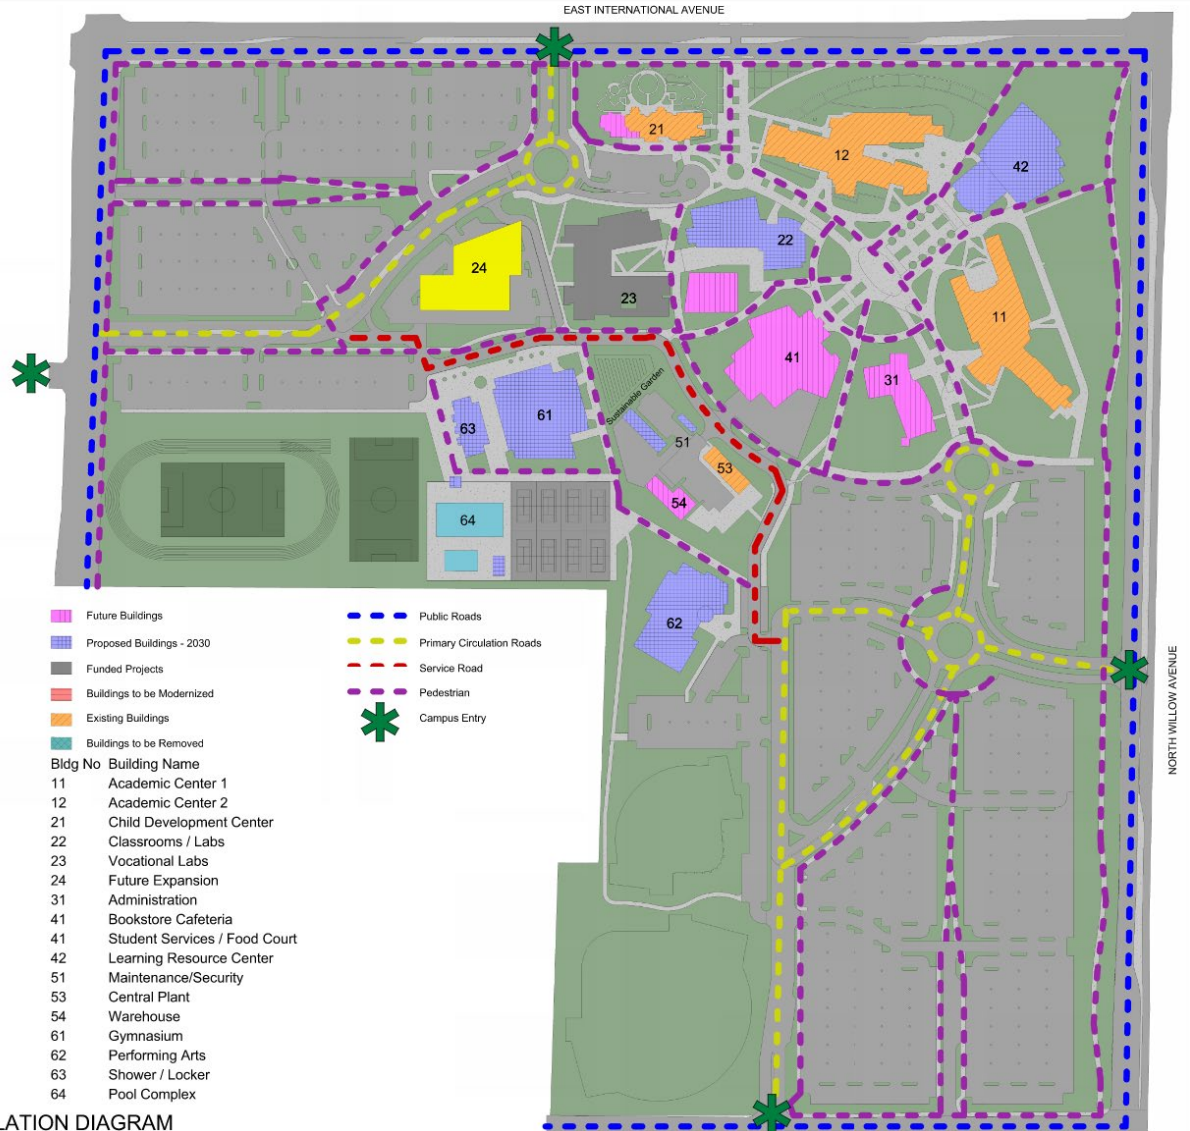 EAST INTERNATIONAL AVENUE
21
12
42
22
24
23
11
41
31
Sustainable Garden
63
61
51
53
54
64
62
NORTH WILLOW AVENUE
Future Buildings
Proposed Buildings - 2030
Funded Projects
Buildings to be Modernized
Existing Buildings
Buildings to be Removed
Public Roads
Primary Circulation Roads
Service Road
Pedestrian
Campus Entry
Bldg No Building Name
11 Academic Center 1
12 Academic Center 2
21 Child Development Center
22 Classrooms / Labs
23 Vocational Labs
24 Future Expansion
31 Administration
41 Bookstore Cafeteria
41 Student Services / Food Court
42 Learning Resource Center
51 Maintenance/Security
53 Central Plant
54 Warehouse
61 Gymnasium
62 Performing Arts
63 Shower / Locker
64 Pool Complex
LATION DIAGRAM